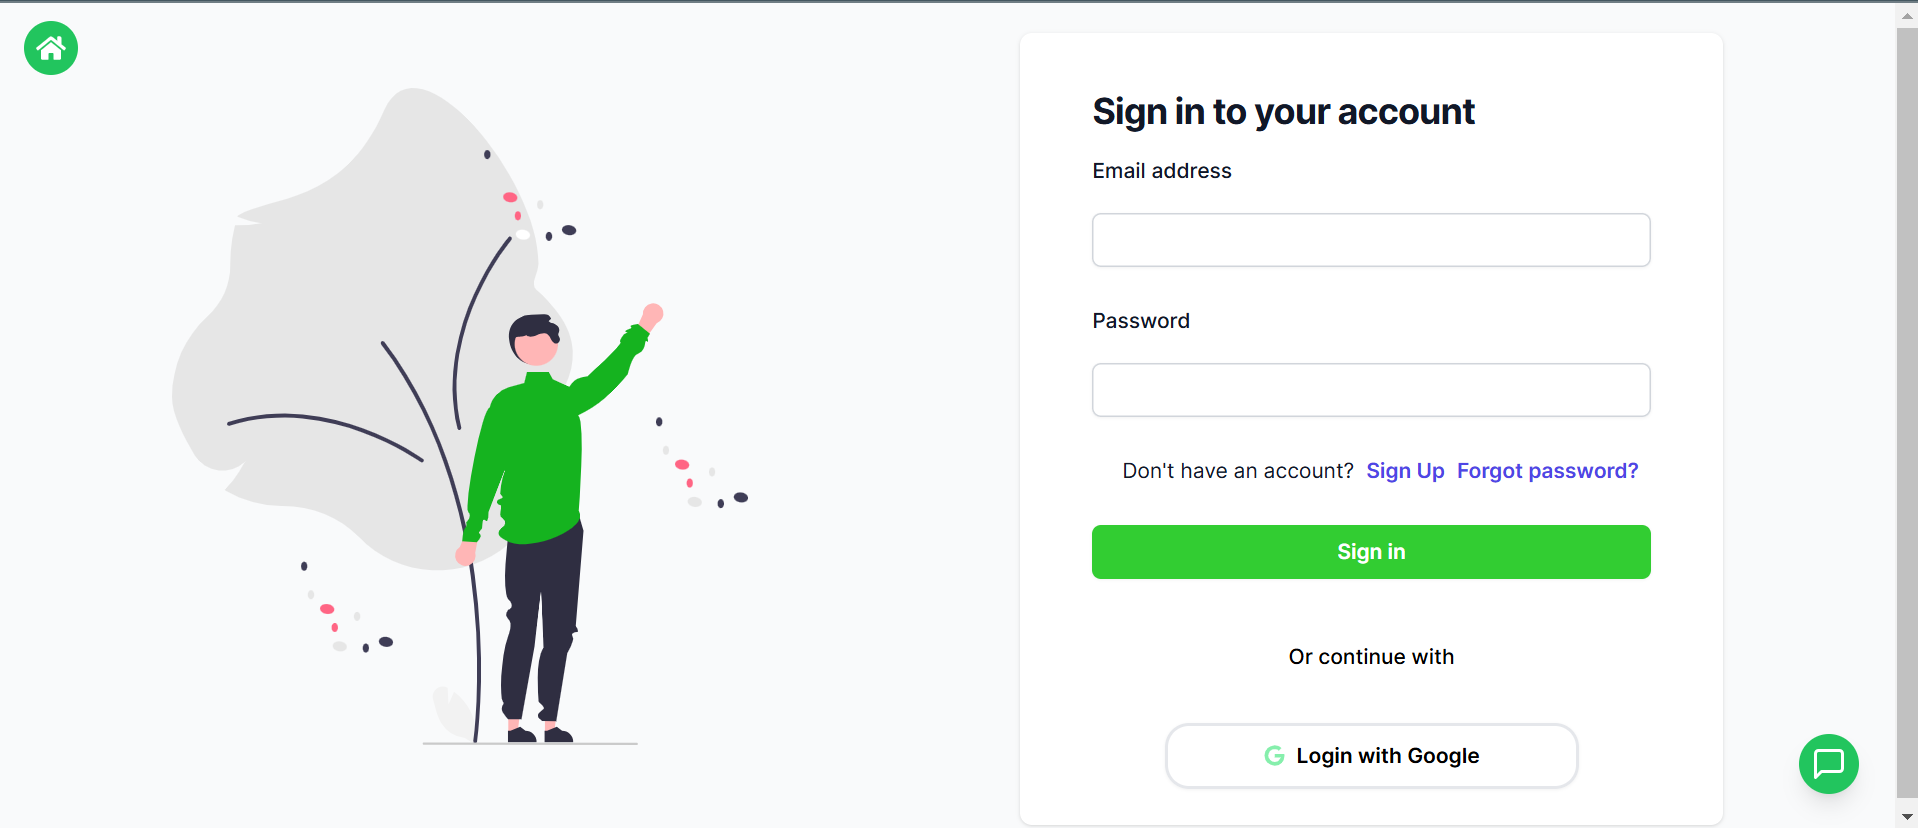 Sign in to your account
Email address
Password
Don't have an account? Sign Up Forgot password?
Sign in
Or continue with
Login with Google